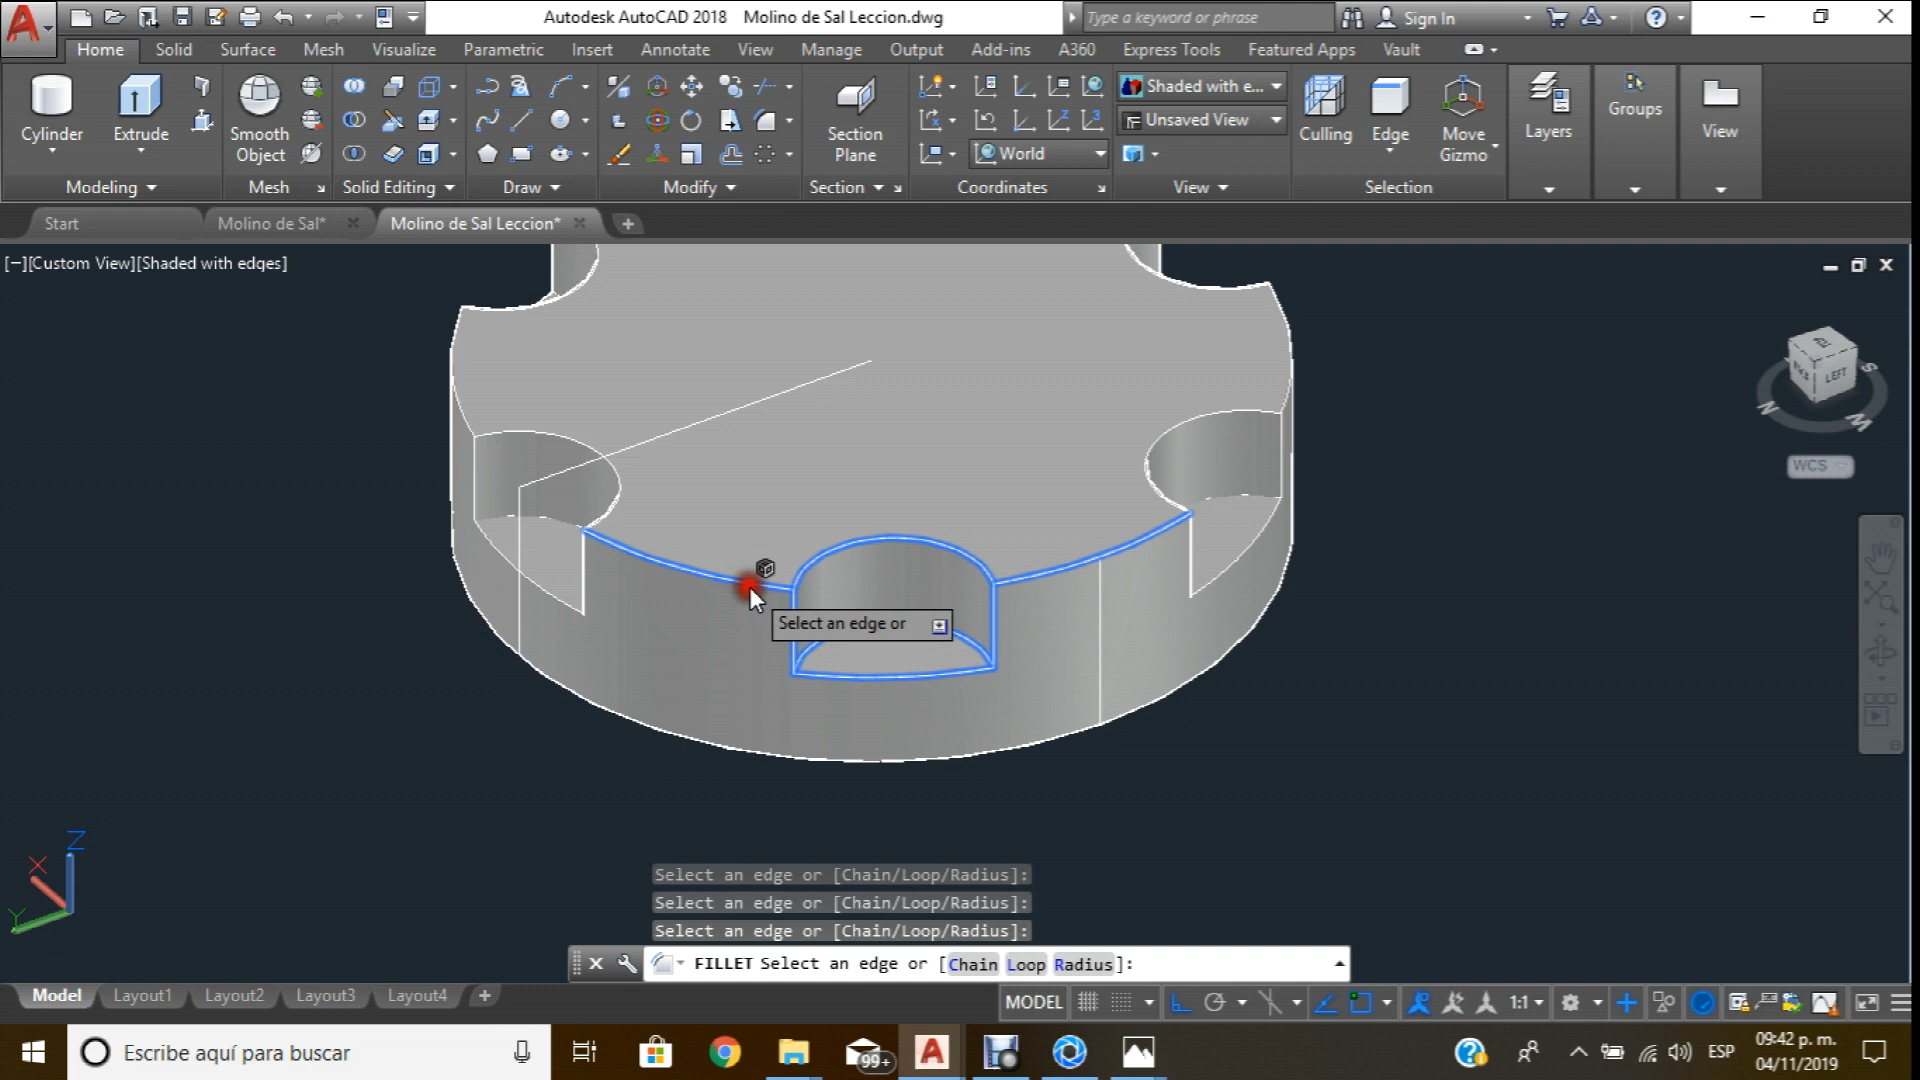 Autodesk AutoCAD 2018 Molino de Sal Leccion.dwg
Type a keyword or phrase
Sign In
Home Solid Surface Mesh Visualize Parametric Insert Annotate View Manage Output Add-ins A360 Express Tools Featured Apps Vault
Cylinder
Extrude
Smooth Object
Section Plane
World
Shaded with e...
Unsaved View
Culling
Edge
Move Gizmo
Layers
Groups
View
Modeling
Mesh
Solid Editing
Draw
Modify
Section
Coordinates
View
Selection
Start
Molino de Sal*
Molino de Sal Leccion*
[−][Custom View][Shaded with edges]
LEFT
S
N
WCS
Select an edge or
X
Y
Z
Select an edge or [Chain/Loop/Radius]:
Select an edge or [Chain/Loop/Radius]:
Select an edge or [Chain/Loop/Radius]:
FILLET Select an edge or [Chain Loop Radius]:
Model Layout1 Layout2 Layout3 Layout4 +
MODEL
1:1
Escribe aquí para buscar
99+
ESP
09:42 p. m.
04/11/2019